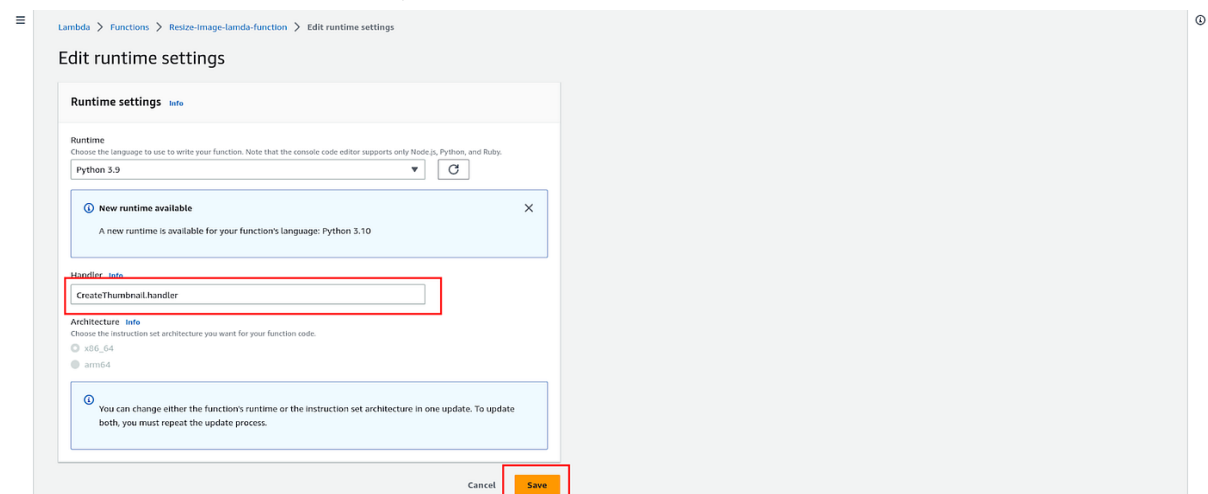 Lambda > Functions > Resize-image-lamda-function > Edit runtime settings
Edit runtime settings
Runtime settings Info
Runtime
Choose the language to use to write your function. Note that the console code editor supports only Node.js, Python, and Ruby.
Python 3.9
New runtime available
A new runtime is available for your function's language: Python 3.10
Handler Info
CreateThumbnail.handler
Architecture Info
Choose the instruction set architecture you want for your function code.
x86_64
arm64
You can change either the function's runtime or the instruction set architecture in one update. To update
both, you must repeat the update process.
Cancel Save